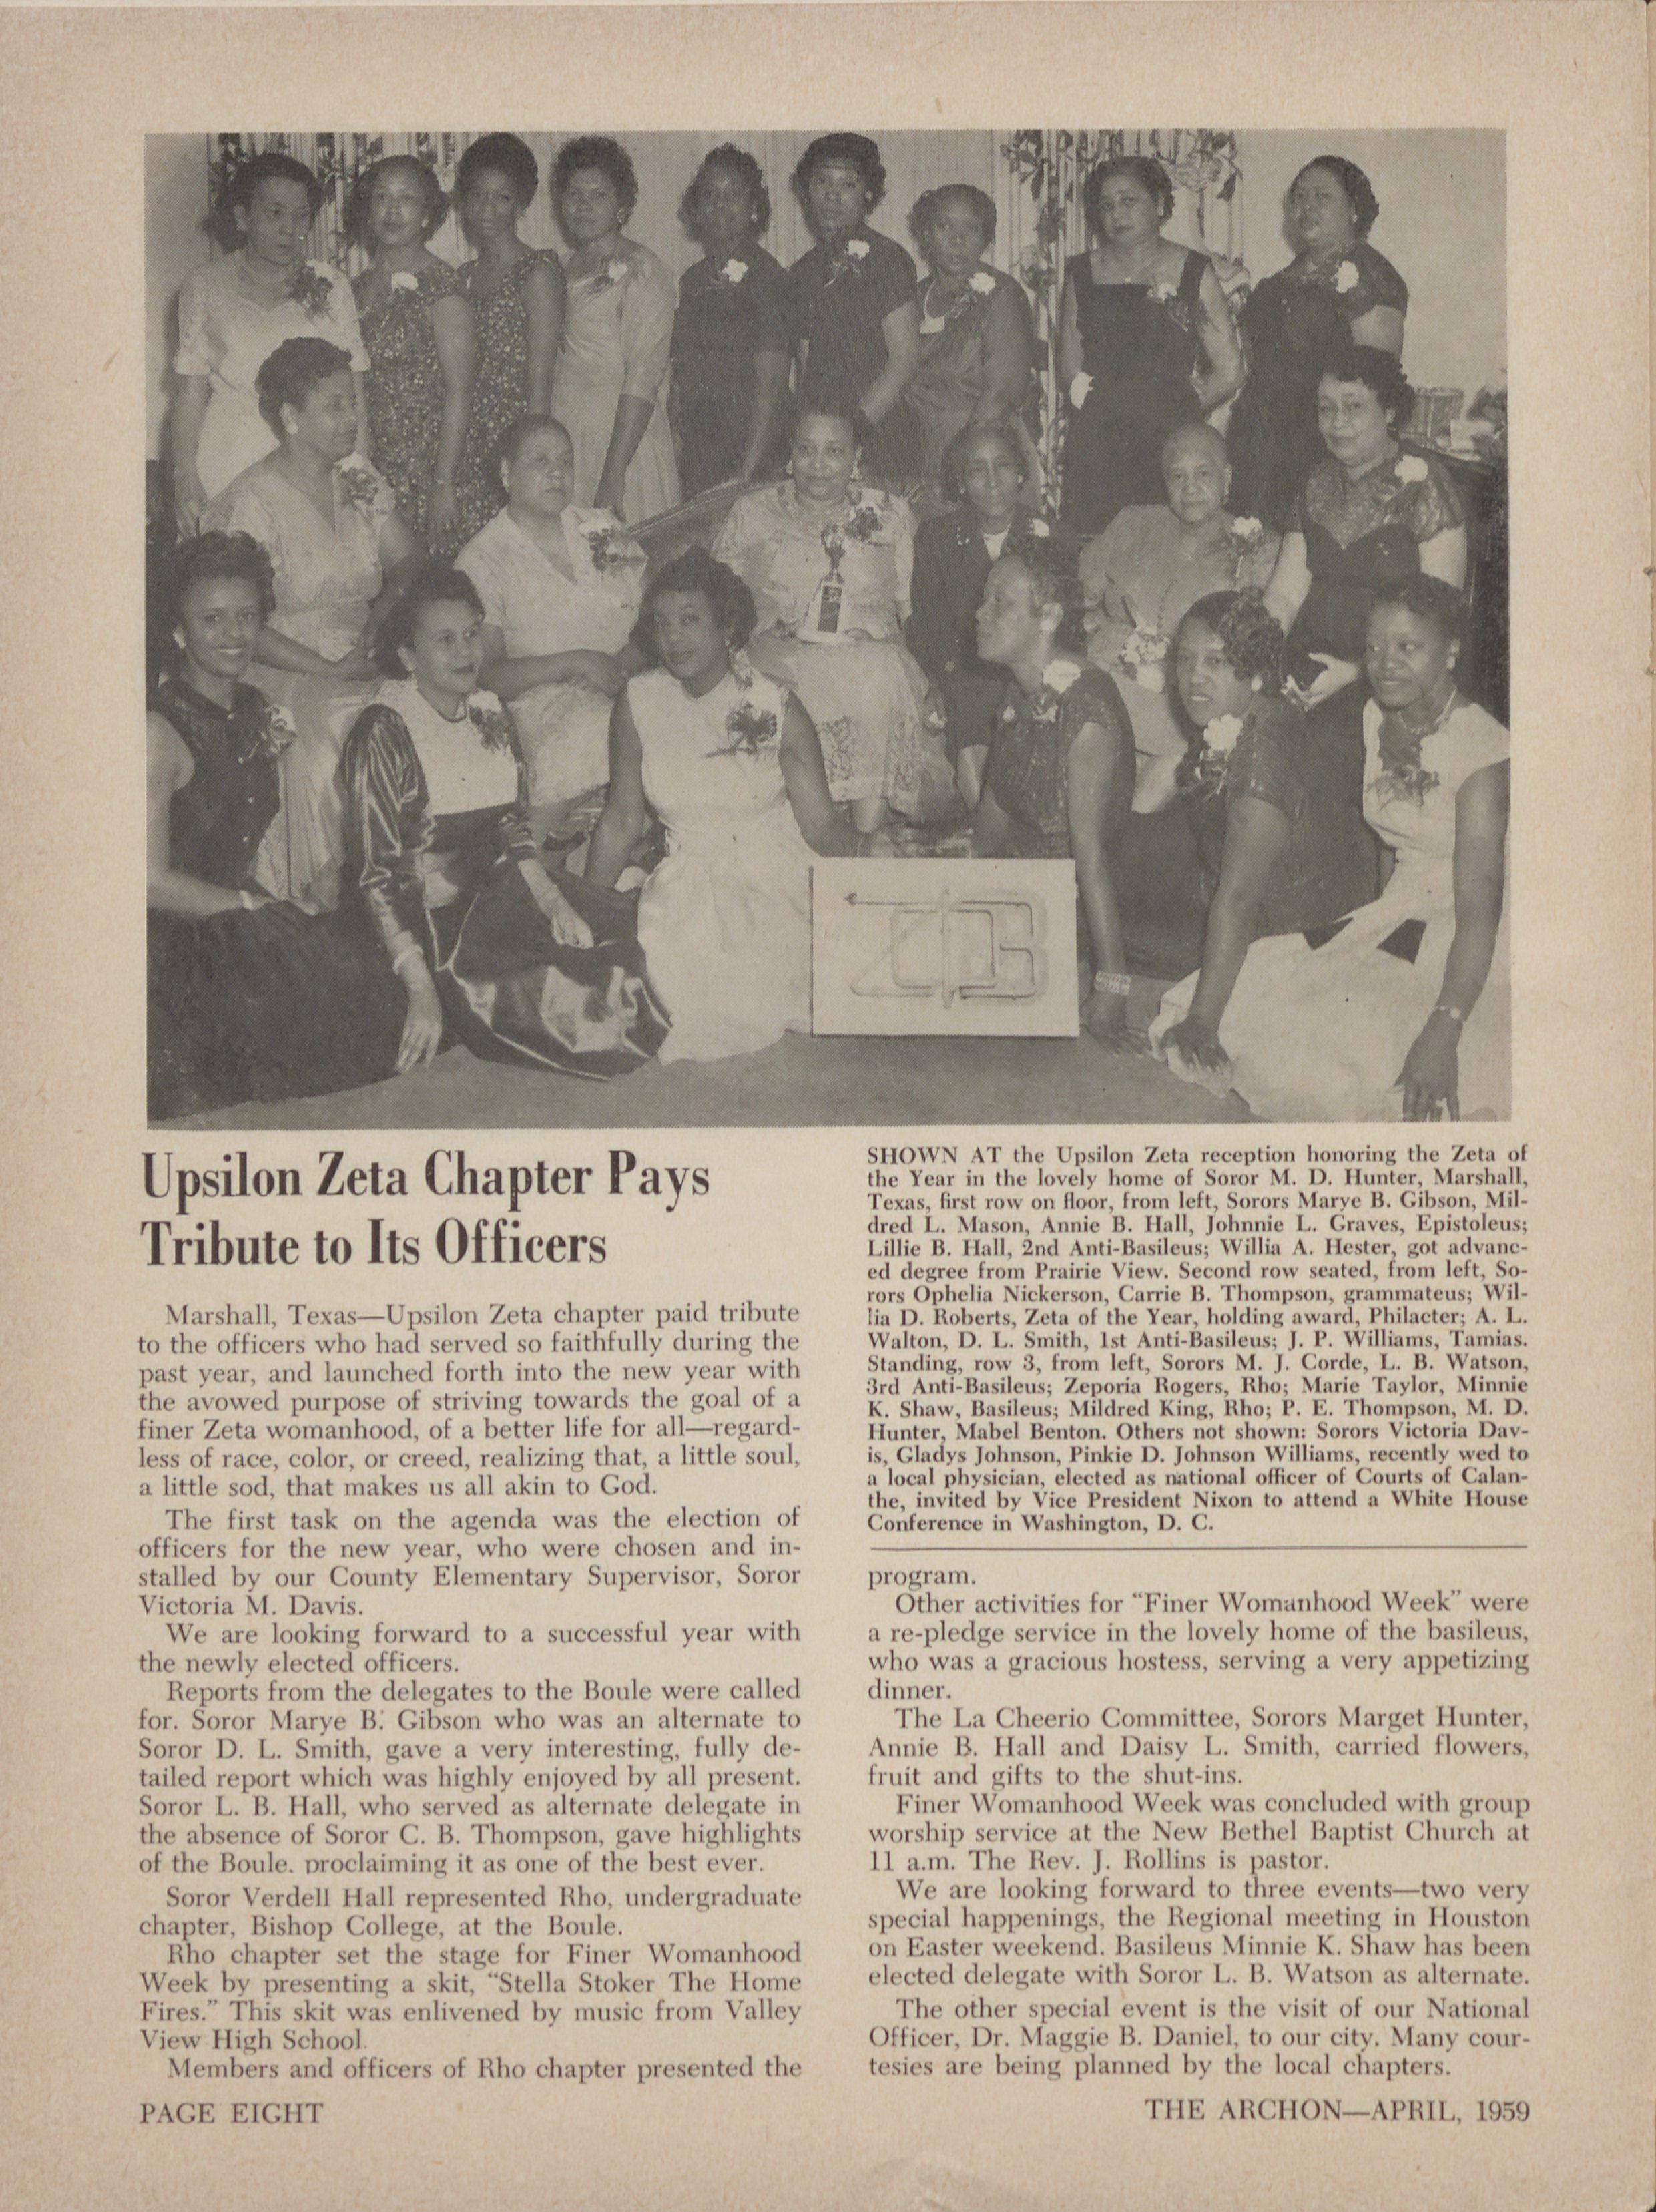 ZΦB
Upsilon Zeta Chapter Pays
Tribute to Its Officers
Marshall, Texas—Upsilon Zeta chapter paid tribute
to the officers who had served so faithfully during the
past year, and launched forth into the new year with
the avowed purpose of striving towards the goal of a
finer Zeta womanhood, of a better life for all—regard-
less of race, color, or creed, realizing that, a little soul,
a little sod, that makes us all akin to God.
The first task on the agenda was the election of
officers for the new year, who were chosen and in-
stalled by our County Elementary Supervisor, Soror
Victoria M. Davis.
We are looking forward to a successful year with
the newly elected officers.
Reports from the delegates to the Boule were called
for. Soror Marye B. Gibson who was an alternate to
Soror D. L. Smith, gave a very interesting, fully de-
tailed report which was highly enjoyed by all present.
Soror L. B. Hall, who served as alternate delegate in
the absence of Soror C. B. Thompson, gave highlights
of the Boule. proclaiming it as one of the best ever.
Soror Verdell Hall represented Rho, undergraduate
chapter, Bishop College, at the Boule.
Rho chapter set the stage for Finer Womanhood
Week by presenting a skit, “Stella Stoker The Home
Fires.” This skit was enlivened by music from Valley
View High School.
Members and officers of Rho chapter presented the
SHOWN AT the Upsilon Zeta reception honoring the Zeta of
the Year in the lovely home of Soror M. D. Hunter, Marshall,
Texas, first row on floor, from left, Sorors Marye B. Gibson, Mil-
dred L. Mason, Annie B. Hall, Johnnie L. Graves, Epistoleus;
Lillie B. Hall, 2nd Anti-Basileus; Willia A. Hester, got advanc-
ed degree from Prairie View. Second row seated, from left, So-
rors Ophelia Nickerson, Carrie B. Thompson, grammateus; Wil-
lia D. Roberts, Zeta of the Year, holding award, Philacter; A. L.
Walton, D. L. Smith, 1st Anti-Basileus; J. P. Williams, Tamias.
Standing, row 3, from left, Sorors M. J. Corde, L. B. Watson,
3rd Anti-Basileus; Zeporia Rogers, Rho; Marie Taylor, Minnie
K. Shaw, Basileus; Mildred King, Rho; P. E. Thompson, M. D.
Hunter, Mabel Benton. Others not shown: Sorors Victoria Dav-
is, Gladys Johnson, Pinkie D. Johnson Williams, recently wed to
a local physician, elected as national officer of Courts of Calan-
the, invited by Vice President Nixon to attend a White House
Conference in Washington, D. C.
program.
Other activities for “Finer Womanhood Week” were
a re-pledge service in the lovely home of the basileus,
who was a gracious hostess, serving a very appetizing
dinner.
The La Cheerio Committee, Sorors Marget Hunter,
Annie B. Hall and Daisy L. Smith, carried flowers,
fruit and gifts to the shut-ins.
Finer Womanhood Week was concluded with group
worship service at the New Bethel Baptist Church at
11 a.m. The Rev. J. Rollins is pastor.
We are looking forward to three events—two very
special happenings, the Regional meeting in Houston
on Easter weekend. Basileus Minnie K. Shaw has been
elected delegate with Soror L. B. Watson as alternate.
The other special event is the visit of our National
Officer, Dr. Maggie B. Daniel, to our city. Many cour-
tesies are being planned by the local chapters.
PAGE EIGHT
THE ARCHON—APRIL, 1959